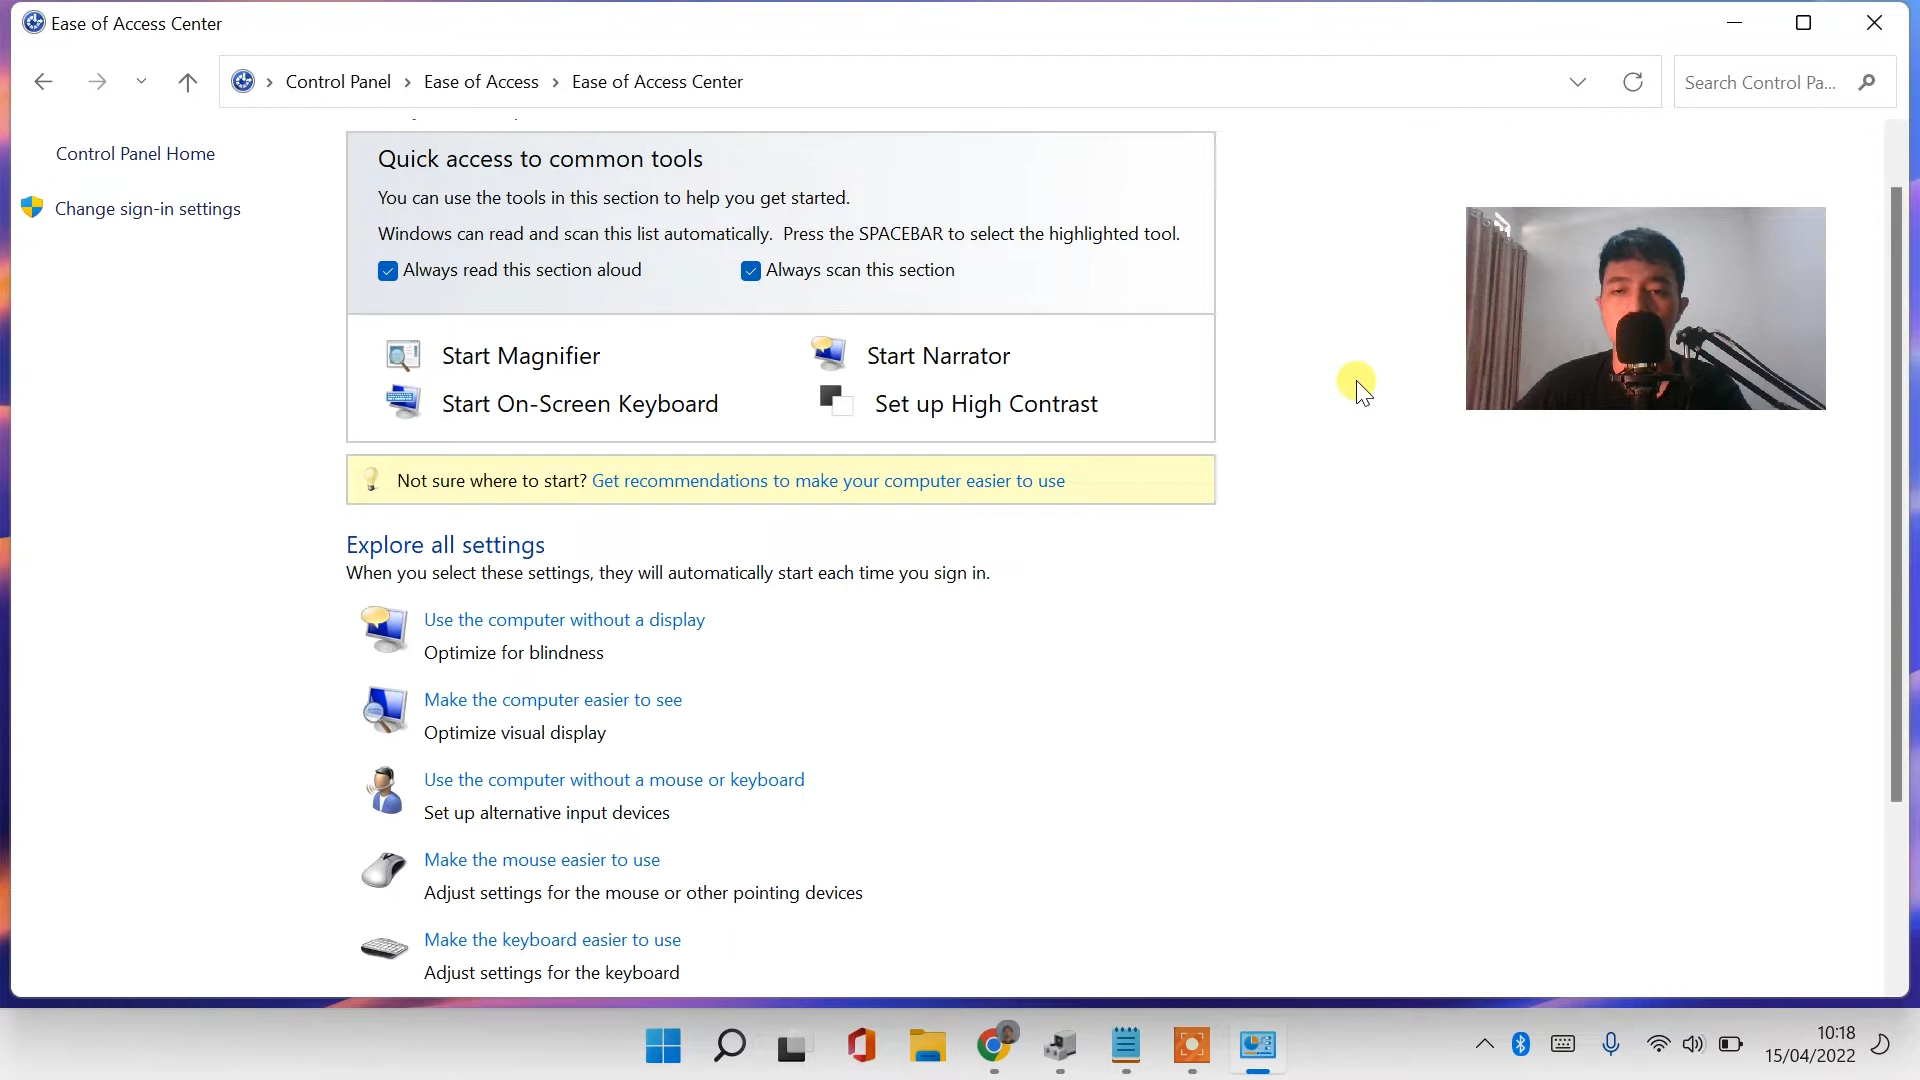 Ease of Access Center
Control Panel > Ease of Access > Ease of Access Center
Search Control Pa...
Control Panel Home
Change sign-in settings
Quick access to common tools
You can use the tools in this section to help you get started.
Windows can read and scan this list automatically. Press the SPACEBAR to select the highlighted tool.
Always read this section aloud
Always scan this section
Start Magnifier
Start Narrator
Start On-Screen Keyboard
Set up High Contrast
Not sure where to start? Get recommendations to make your computer easier to use
Explore all settings
When you select these settings, they will automatically start each time you sign in.
Use the computer without a display
Optimize for blindness
Make the computer easier to see
Optimize visual display
Use the computer without a mouse or keyboard
Set up alternative input devices
Make the mouse easier to use
Adjust settings for the mouse or other pointing devices
Make the keyboard easier to use
Adjust settings for the keyboard
10:18
15/04/2022